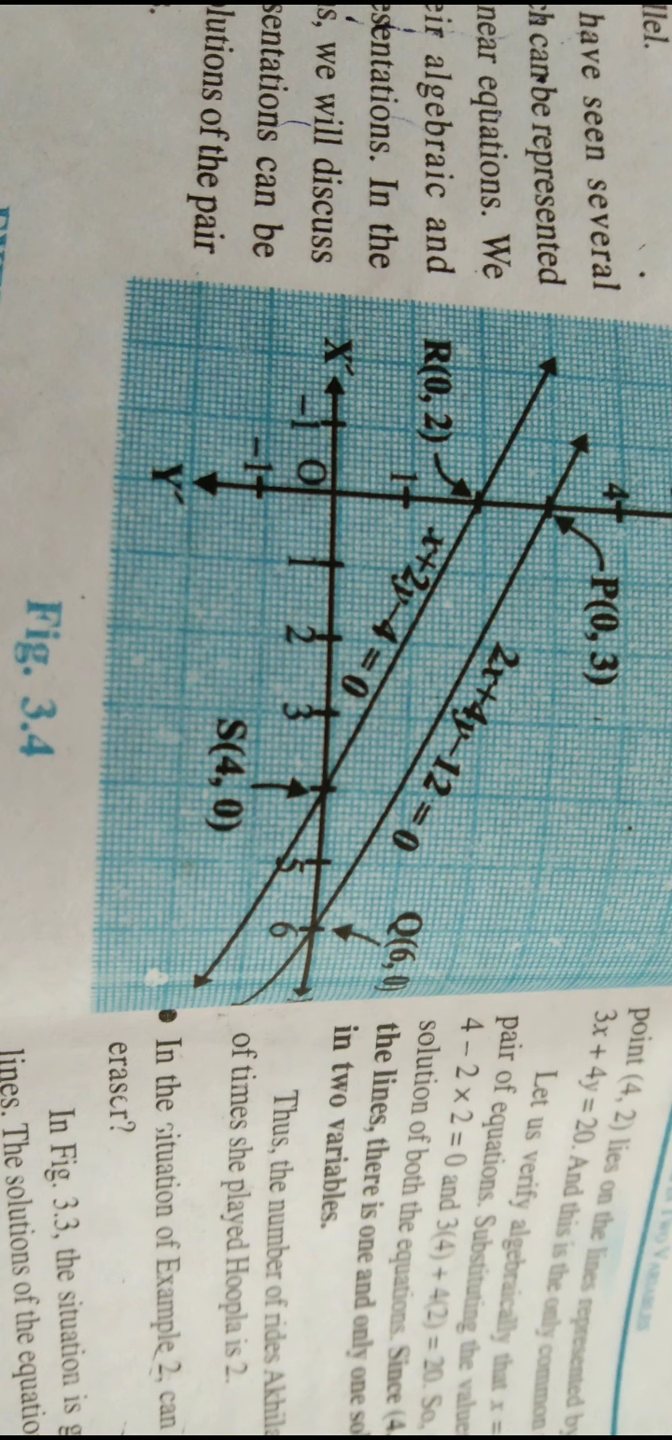 llel.
have seen several
ch can be represented
near equations. We
eir algebraic and
esentations. In the
s, we will discuss
sentations can be
lutions of the pair
4
P(0, 3)
R(0, 2)
1
2x+4y-12 = 0
x+2y-4 = 0
X′
-1
O
1
2
3
5
6
Q(6, 0)
S(4, 0)
-1
Y′
Fig. 3.4
point (4, 2) lies on the lines represented by
3x + 4y = 20. And this is the only common
Let us verify algebraically that x =
pair of equations. Substituting the value
4 – 2 × 2 = 0 and 3(4) + 4(2) = 20. So,
solution of both the equations. Since (4,
the lines, there is one and only one so
in two variables.
Thus, the number of rides Akhila
of times she played Hoopla is 2.
• In the situation of Example 2, can
eraser?
In Fig. 3.3, the situation is g
lines. The solutions of the equatio